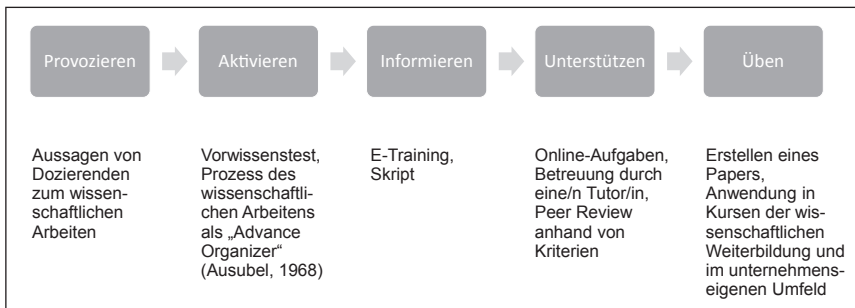 Provozieren
Aktivieren
Informieren
Unterstützen
Üben
Aussagen von
Dozierenden
zum wissen-
schaftlichen
Arbeiten
Vorwissenstest,
Prozess des
wissenschaftli-
chen Arbeitens
als „Advance
Organizer“
(Ausubel, 1968)
E-Training,
Skript
Online-Aufgaben,
Betreuung durch
eine/n Tutor/in,
Peer Review
anhand von
Kriterien
Erstellen eines
Papers,
Anwendung in
Kursen der wis-
senschaftlichen
Weiterbildung und
im unternehmens-
eigenen Umfeld